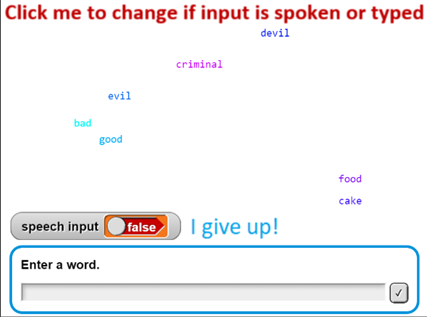 Click me to change if input is spoken or typed
devil
criminal
evil
bad
good
food
cake
speech input false I give up!
Enter a word.